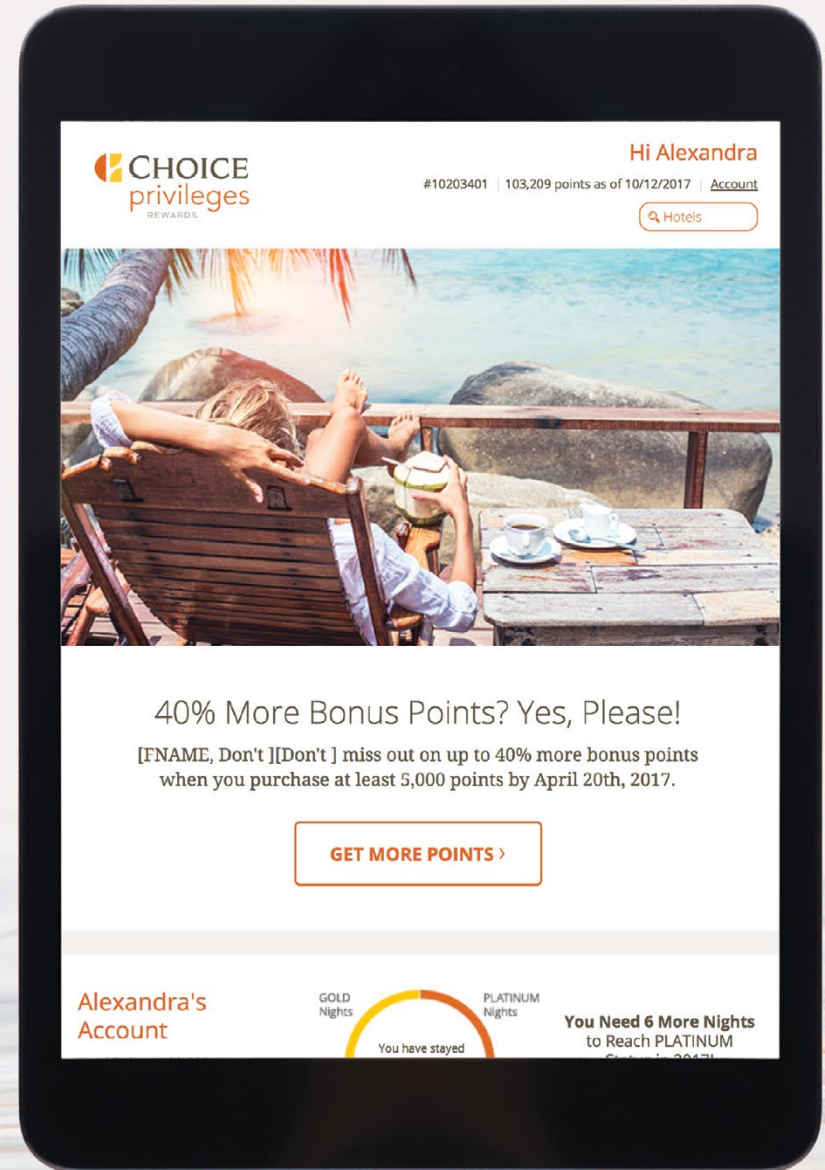 CHOICE
privileges
REWARDS.
Hi Alexandra
#10203401 | 103,209 points as of 10/12/2017 | Account
Hotels
40% More Bonus Points? Yes, Please!
[FNAME, Don't ][Don't ] miss out on up to 40% more bonus points
when you purchase at least 5,000 points by April 20th, 2017.
GET MORE POINTS ›
Alexandra's
Account
GOLD
Nights
You have stayed
PLATINUM
Nights
You Need 6 More Nights
to Reach PLATINUM